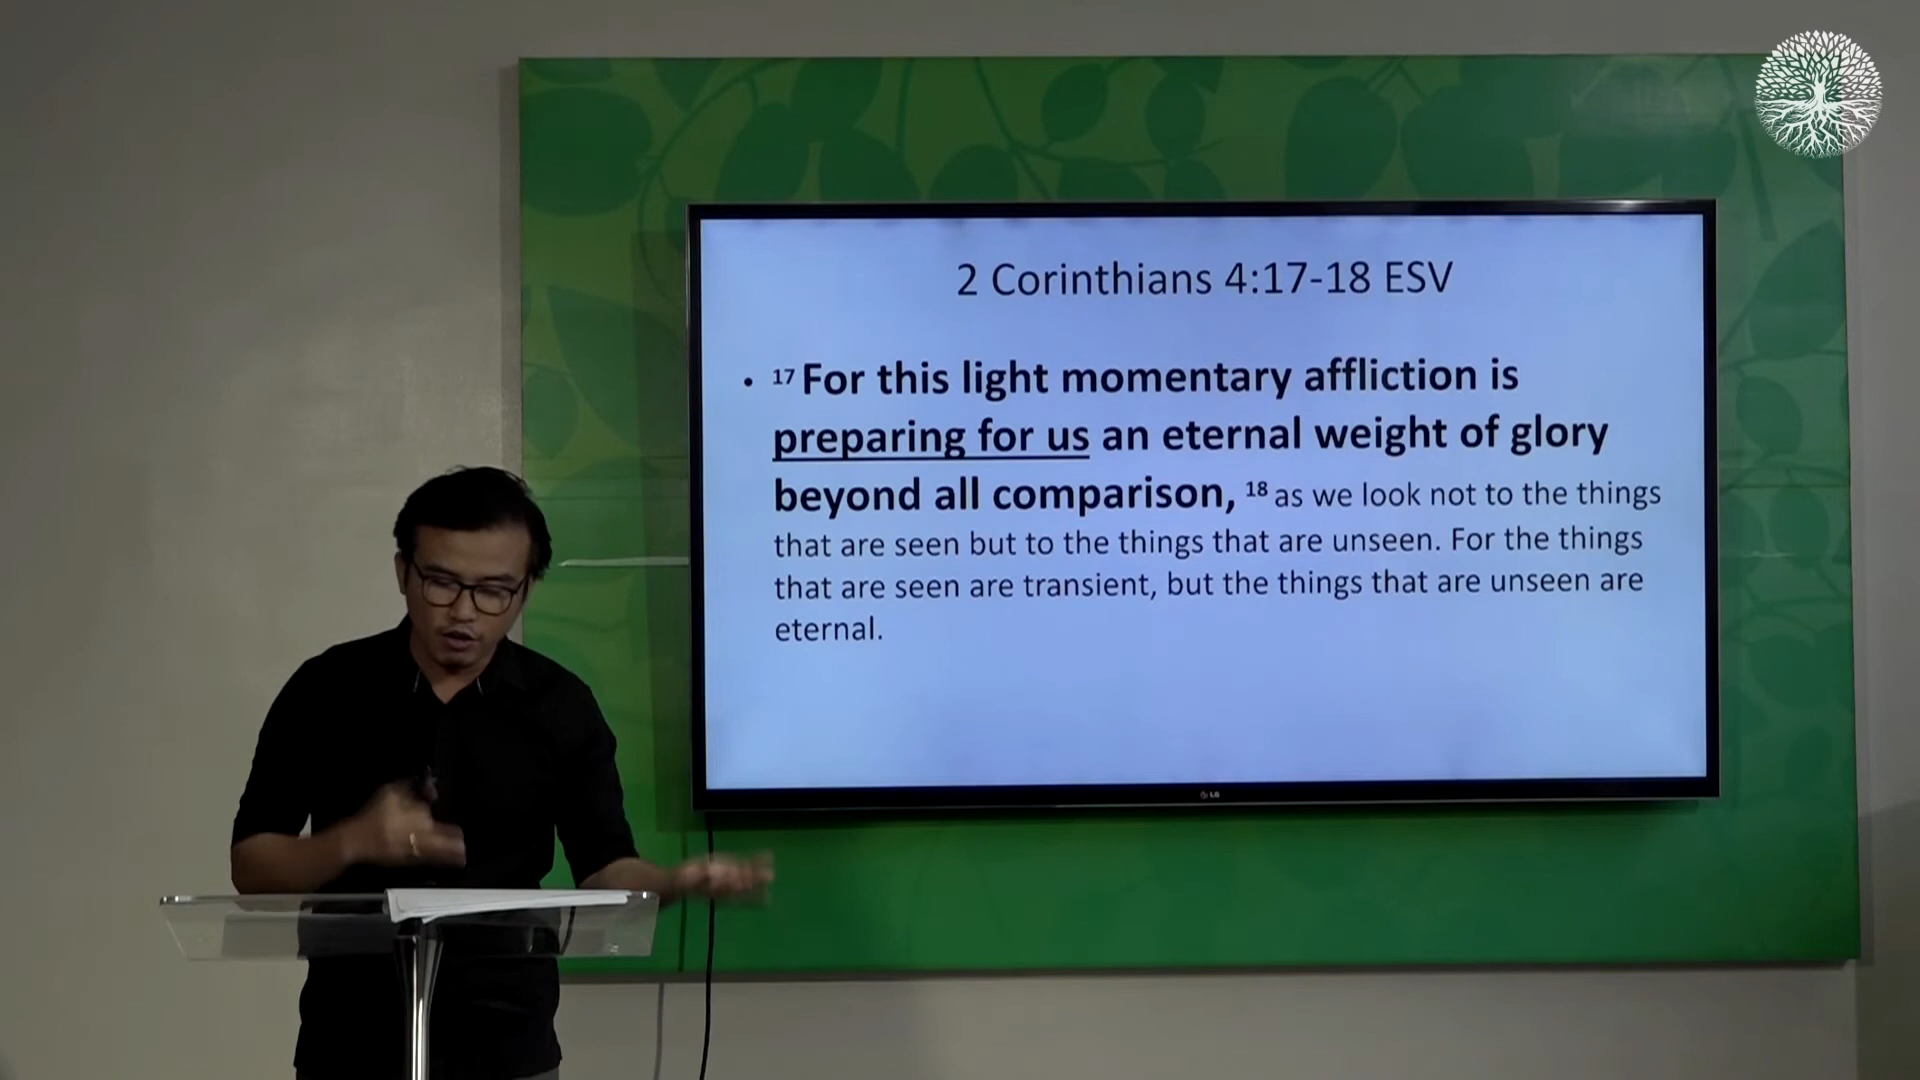 2 Corinthians 4:17-18 ESV
• 17 For this light momentary affliction is
preparing for us an eternal weight of glory
beyond all comparison, 18 as we look not to the things
that are seen but to the things that are unseen. For the things
that are seen are transient, but the things that are unseen are
eternal.
LG